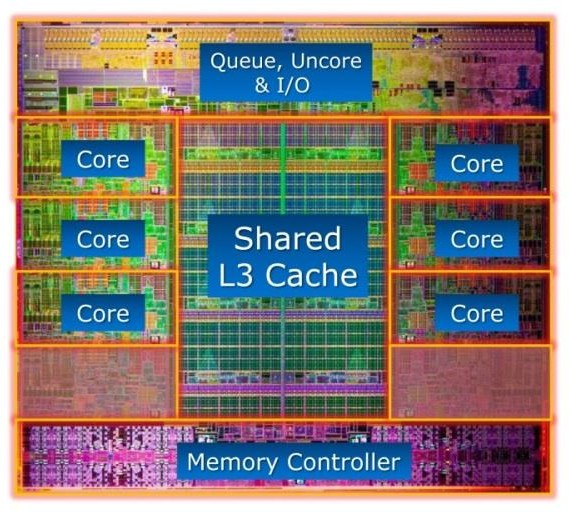 Queue, Uncore
& I/O
Core
Core
Shared
L3 Cache
Core
Core
Core
Core
Memory Controller